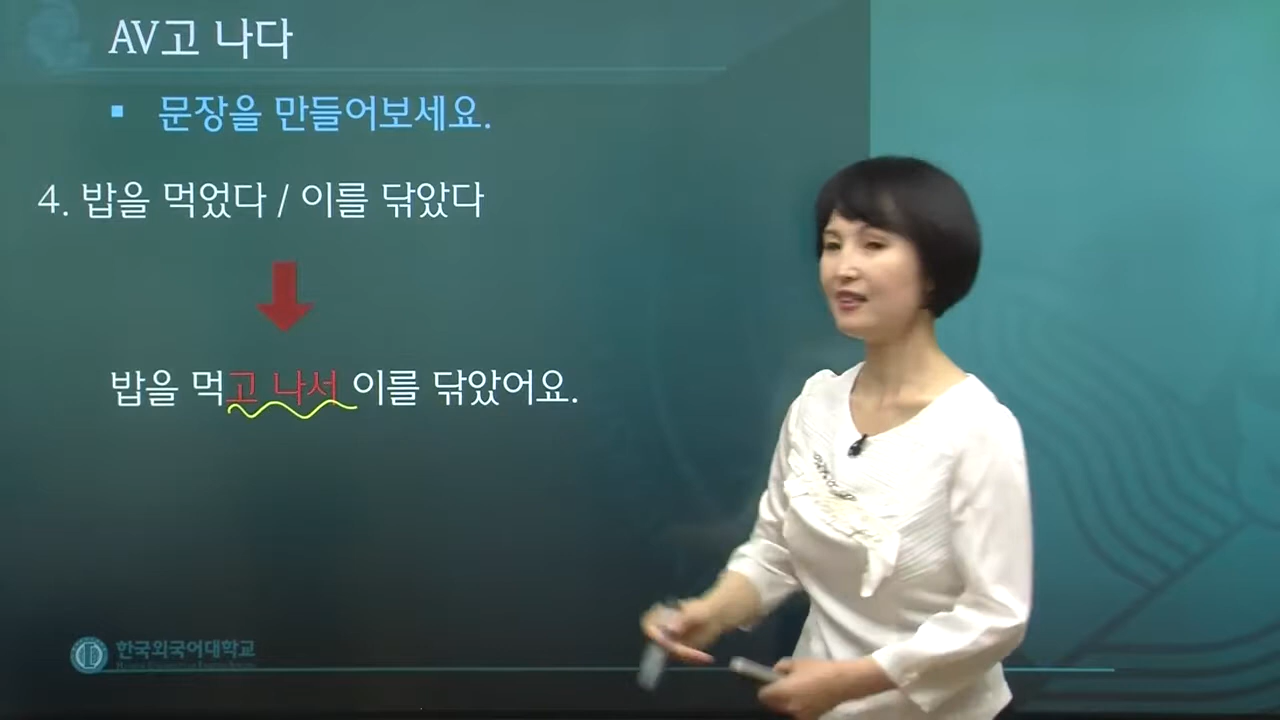 AV고 나다
▪ 문장을 만들어보세요.
4. 밥을 먹었다 / 이를 닦았다
밥을 먹고 나서 이를 닦았어요.
한국외국어대학교